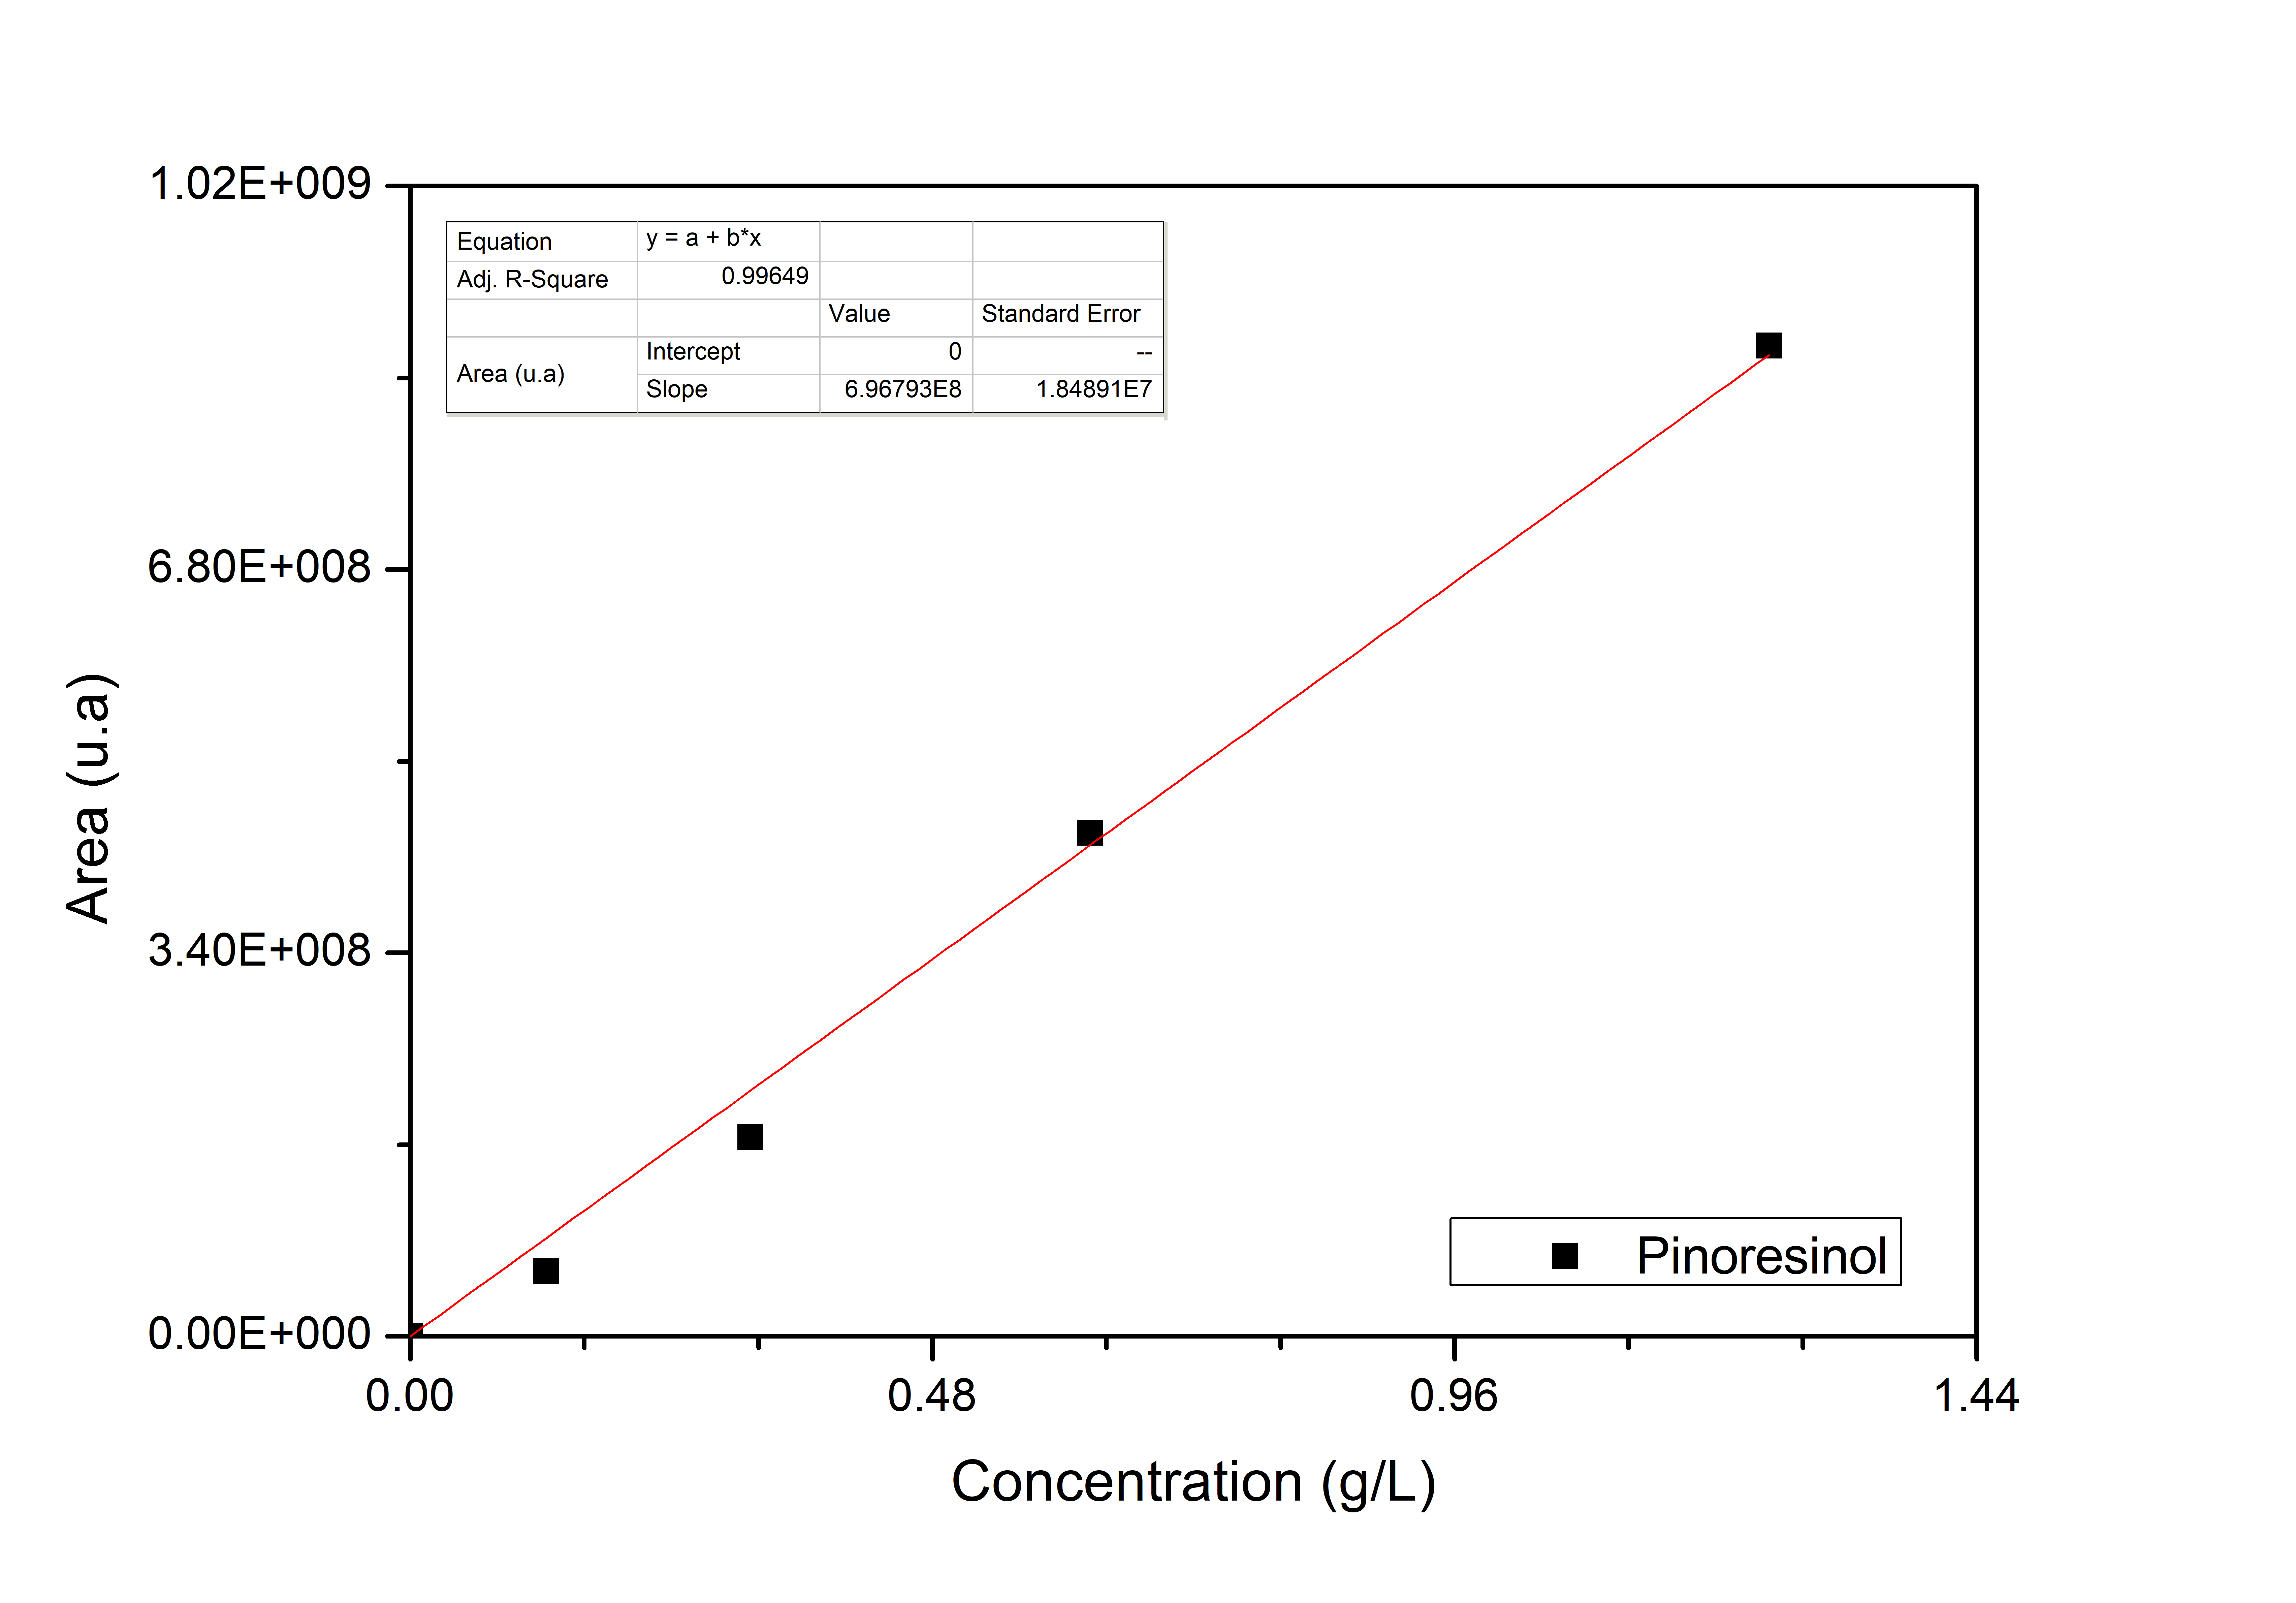 1.02E+009
6.80E+008
3.40E+008
0.00E+000
Area (u.a)
Equation y = a + b*x
Adj. R-Square 0.99649
Value Standard Error
Area (u.a) Intercept 0 --
Slope 6.96793E8 1.84891E7
Pinoresinol
0.00 0.48 0.96 1.44
Concentration (g/L)